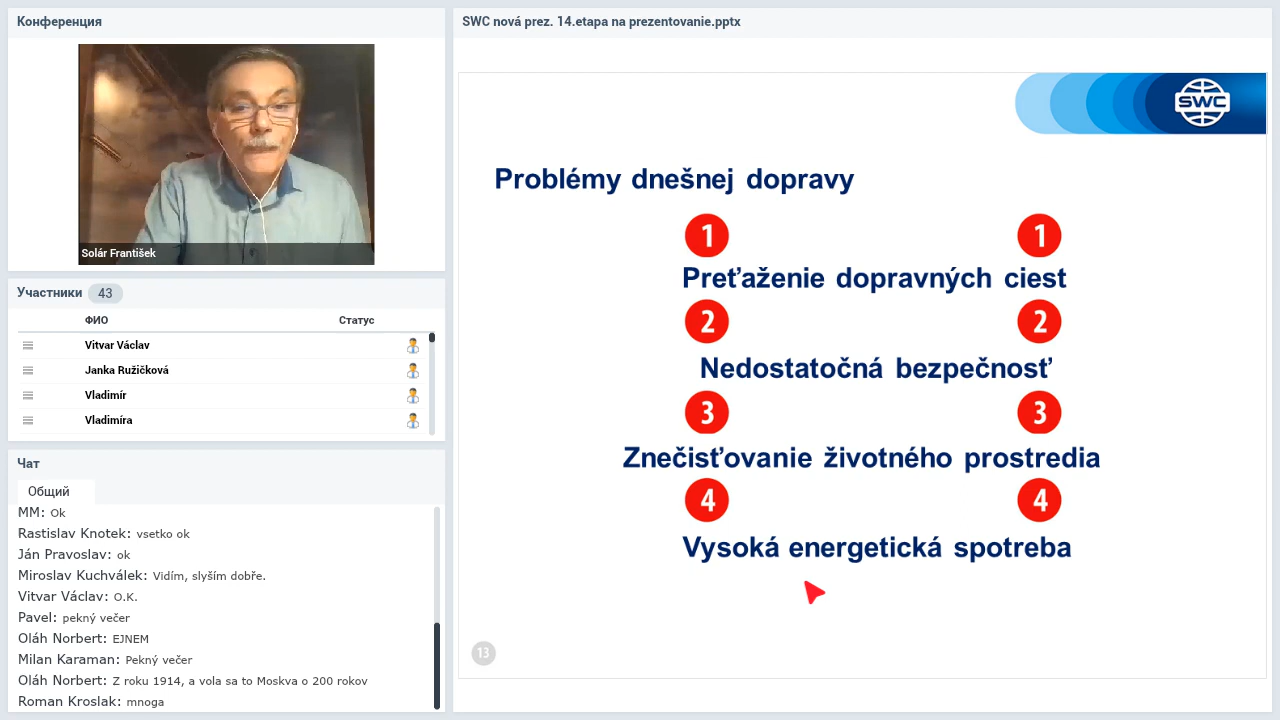 Конференция
Solár František
Участники 43
ФИО Статус
Vitvar Václav
Janka Ružičková
Vladimír
Vladimíra
Чат
Общий
MM: Ok
Rastislav Knotek: vsetko ok
Ján Pravoslav: ok
Miroslav Kuchválek: Vidím, slyším dobře.
Vitvar Václav: O.K.
Pavel: pekný večer
Oláh Norbert: EJNEM
Milan Karaman: Pekný večer
Oláh Norbert: Z roku 1914, a vola sa to Moskva o 200 rokov
Roman Kroslak: mnoga
SWC nová prez. 14.etapa na prezentovanie.pptx
SWC
Problémy dnešnej dopravy
1 1
Preťaženie dopravných ciest
2 2
Nedostatočná bezpečnosť
3 3
Znečisťovanie životného prostredia
4 4
Vysoká energetická spotreba
13